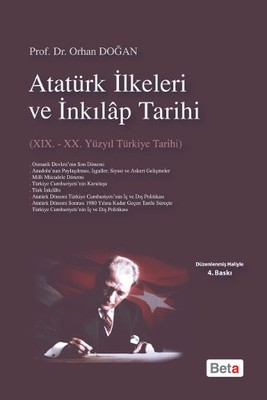 Prof. Dr. Orhan DOĞAN
Atatürk İlkeleri
ve İnkılâp Tarihi
(XIX. - XX. Yüzyıl Türkiye Tarihi)
. Osmanlı Devleti'nin Son Dönemi
. Anadolu'nun Paylaşılması, İşgaller, Siyasi ve Askeri Gelişmeler
. Milli Mücadele Dönemi
. Türkiye Cumhuriyeti'nin Kuruluşu
. Türk İnkılâbı
. Atatürk Dönemi Türkiye Cumhuriyeti'nin İç ve Dış Politikası
. Atatürk Dönemi Sonrası 1980 Yılına Kadar Geçen Tarihi Süreçte
Türkiye Cumhuriyeti'nin İç ve Dış Politikası
Düzenlenmiş Haliyle
4. Baskı
Beta